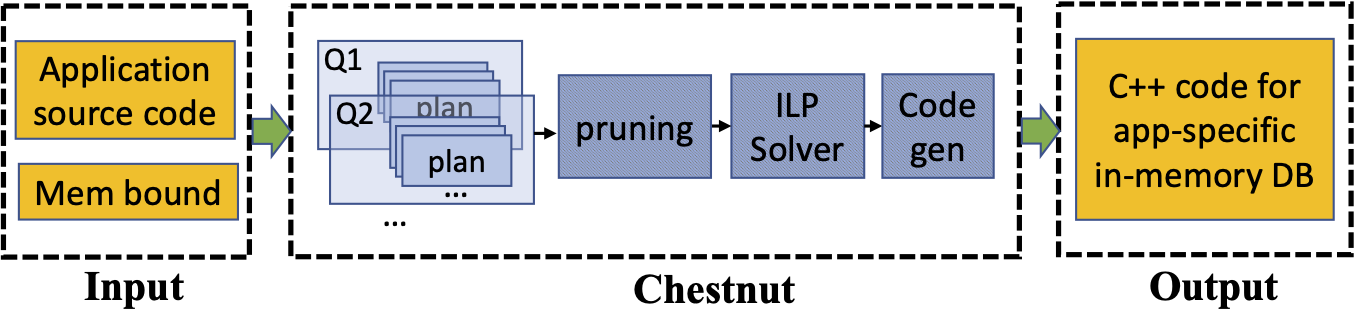 Application
source code
Mem bound
Input
Q1
plan
Q2
plan
...
...
pruning
ILP
Solver
Code
gen
Chestnut
C++ code for
app-specific
in-memory DB
Output